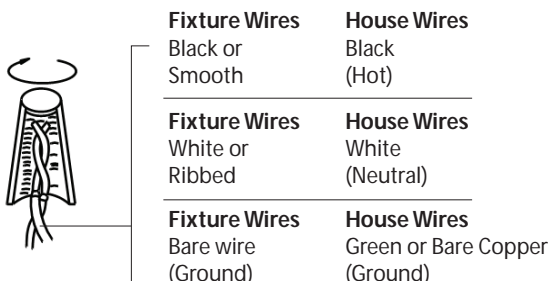 Fixture Wires House Wires
Black or Black
Smooth (Hot)
Fixture Wires House Wires
White or White
Ribbed (Neutral)
Fixture Wires House Wires
Bare wire Green or Bare Copper
(Ground) (Ground)